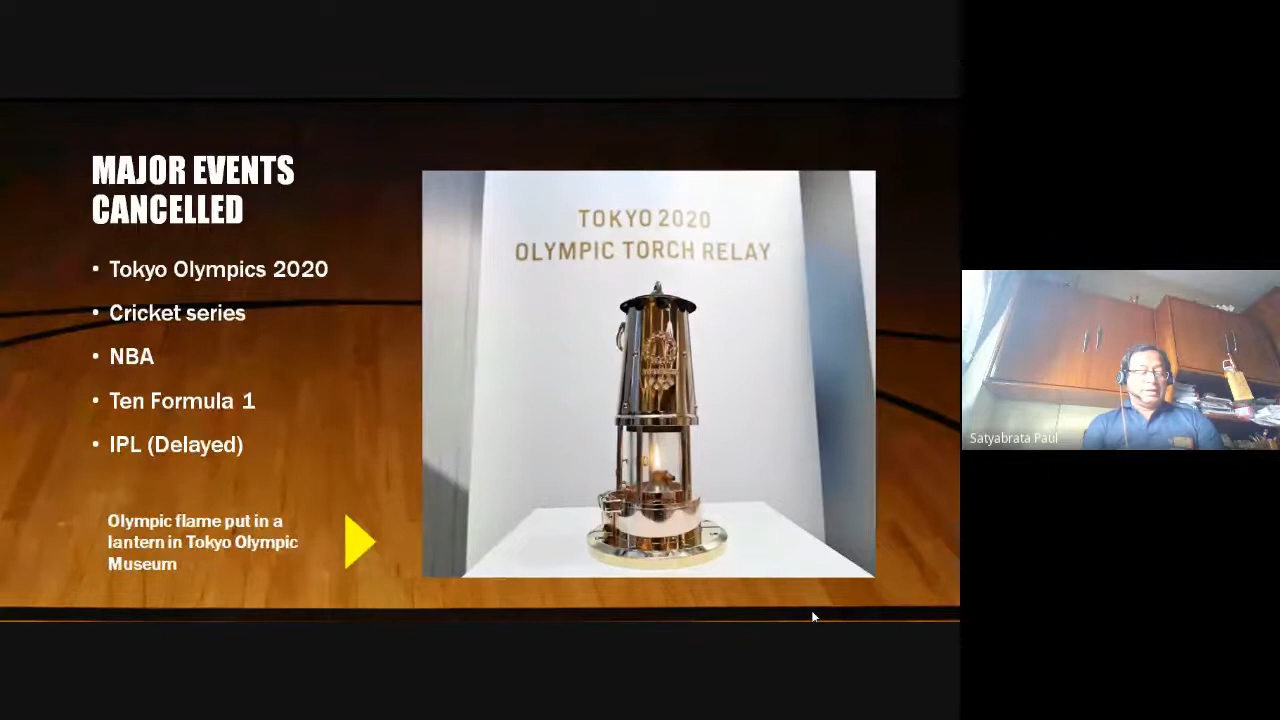 MAJOR EVENTS
CANCELLED
• Tokyo Olympics 2020
• Cricket series
• NBA
• Ten Formula 1
• IPL (Delayed)
Olympic flame put in a
lantern in Tokyo Olympic
Museum
TOKYO 2020
OLYMPIC TORCH RELAY
Satyabrata Paul